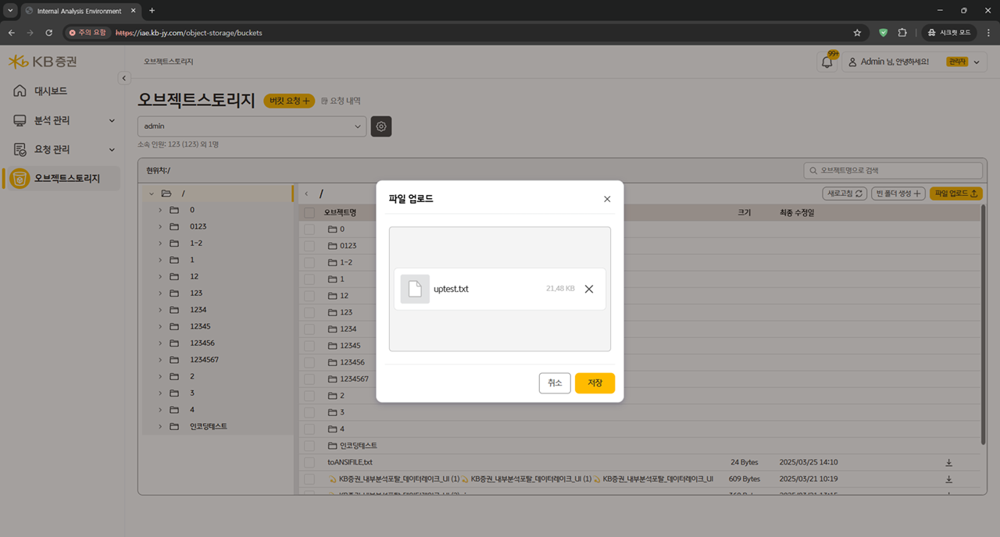 Internal Analysis Environment
주의 요함
https://iae.kb-jy.com/object-storage/buckets
시크릿 모드
KB증권
오브젝트스토리지
99+
Admin 님, 안녕하세요!
관리자
대시보드
분석 관리
요청 관리
오브젝트스토리지
오브젝트스토리지
버킷 요청 +
요청 내역
admin
소속 인원: 123 (123) 외 1명
현위치:/
오브젝트명으로 검색
/
0
0123
1-2
1
12
123
1234
12345
123456
1234567
2
3
4
인코딩테스트
/
새로고침
빈 폴더 생성 +
파일 업로드
오브젝트명
크기
최종 수정일
0
0123
1-2
1
12
123
1234
12345
123456
1234567
2
3
4
인코딩테스트
toANSIFILE.txt
24 Bytes
2025/03/25 14:10
KB증권_내부분석포탈_데이터레이크_UI (1) KB증권_내부분석포탈_데이터레이크_UI (1) KB증권_내부분석포탈_데이터레이크_UI
609 Bytes
2025/03/21 10:19
파일 업로드
uptest.txt
21.48 KB
취소
저장